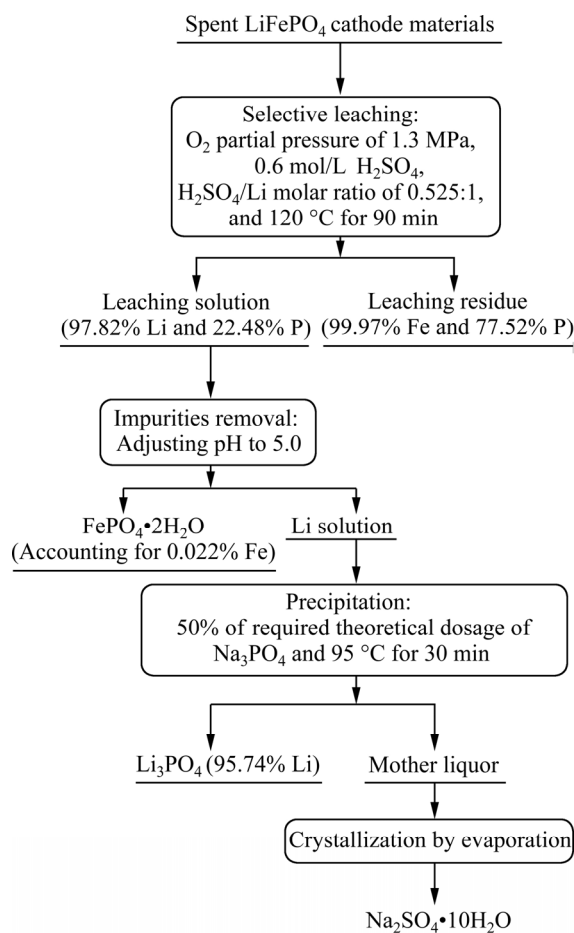 Spent LiFePO₄ cathode materials
Selective leaching:
O₂ partial pressure of 1.3 MPa,
0.6 mol/L H₂SO₄,
H₂SO₄/Li molar ratio of 0.525:1,
and 120 °C for 90 min
Leaching solution
(97.82% Li and 22.48% P)
Leaching residue
(99.97% Fe and 77.52% P)
Impurities removal:
Adjusting pH to 5.0
FePO₄•2H₂O
(Accounting for 0.022% Fe)
Li solution
Precipitation:
50% of required theoretical dosage of
Na₃PO₄ and 95 °C for 30 min
Li₃PO₄ (95.74% Li)
Mother liquor
Crystallization by evaporation
Na₂SO₄•10H₂O